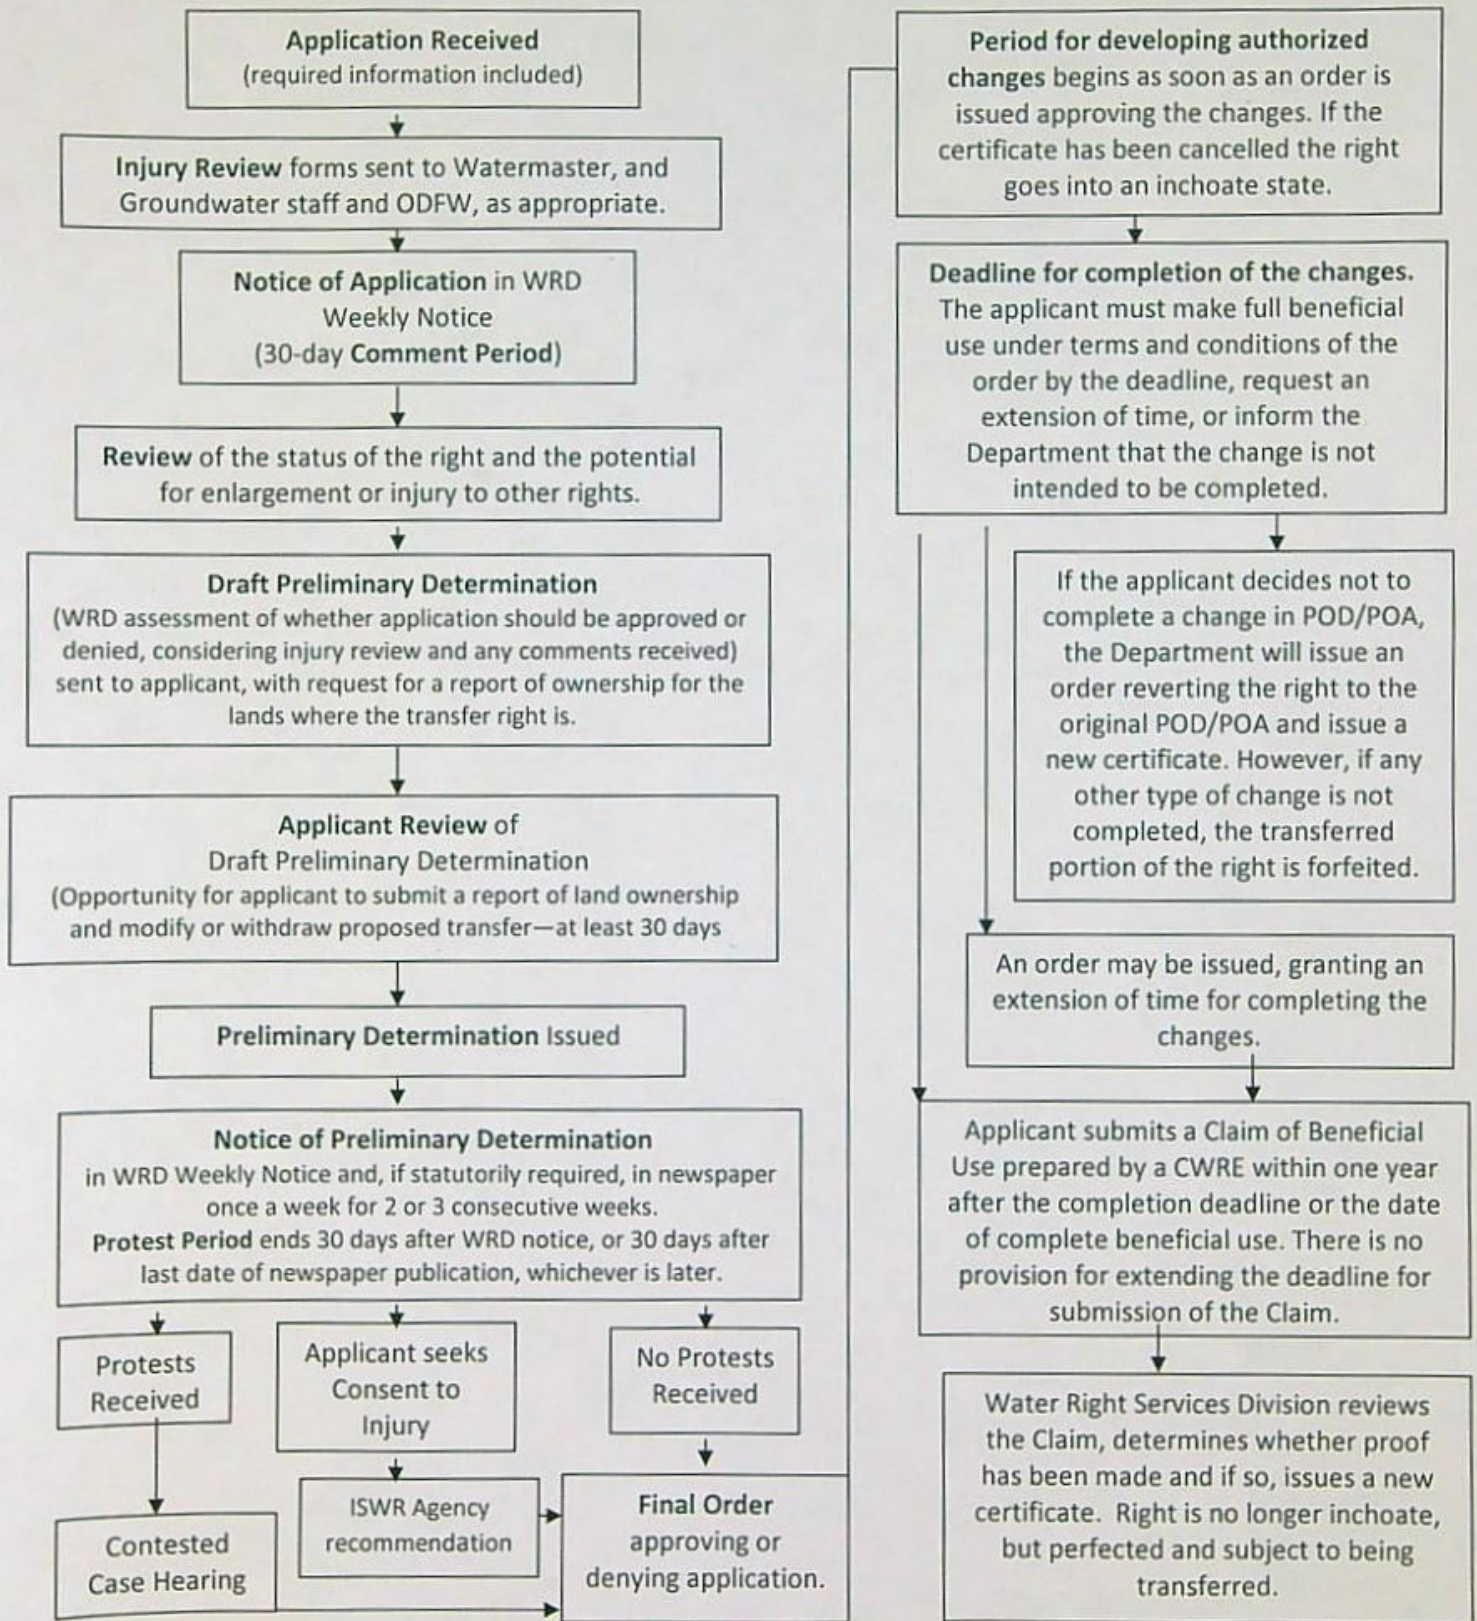 Application Received
(required information included)
Injury Review forms sent to Watermaster, and
Groundwater staff and ODFW, as appropriate.
Notice of Application in WRD
Weekly Notice
(30-day Comment Period)
Review of the status of the right and the potential
for enlargement or injury to other rights.
Draft Preliminary Determination
(WRD assessment of whether application should be approved or
denied, considering injury review and any comments received)
sent to applicant, with request for a report of ownership for the
lands where the transfer right is.
Applicant Review of
Draft Preliminary Determination
(Opportunity for applicant to submit a report of land ownership
and modify or withdraw proposed transfer—at least 30 days
Preliminary Determination Issued
Notice of Preliminary Determination
in WRD Weekly Notice and, if statutorily required, in newspaper
once a week for 2 or 3 consecutive weeks.
Protest Period ends 30 days after WRD notice, or 30 days after
last date of newspaper publication, whichever is later.
Protests
Received
Applicant seeks
Consent to
Injury
No Protests
Received
Contested
Case Hearing
ISWR Agency
recommendation
Final Order
approving or
denying application.
Period for developing authorized
changes begins as soon as an order is
issued approving the changes. If the
certificate has been cancelled the right
goes into an inchoate state.
Deadline for completion of the changes.
The applicant must make full beneficial
use under terms and conditions of the
order by the deadline, request an
extension of time, or inform the
Department that the change is not
intended to be completed.
If the applicant decides not to
complete a change in POD/POA,
the Department will issue an
order reverting the right to the
original POD/POA and issue a
new certificate. However, if any
other type of change is not
completed, the transferred
portion of the right is forfeited.
An order may be issued, granting an
extension of time for completing the
changes.
Applicant submits a Claim of Beneficial
Use prepared by a CWRE within one year
after the completion deadline or the date
of complete beneficial use. There is no
provision for extending the deadline for
submission of the Claim.
Water Right Services Division reviews
the Claim, determines whether proof
has been made and if so, issues a new
certificate. Right is no longer inchoate,
but perfected and subject to being
transferred.